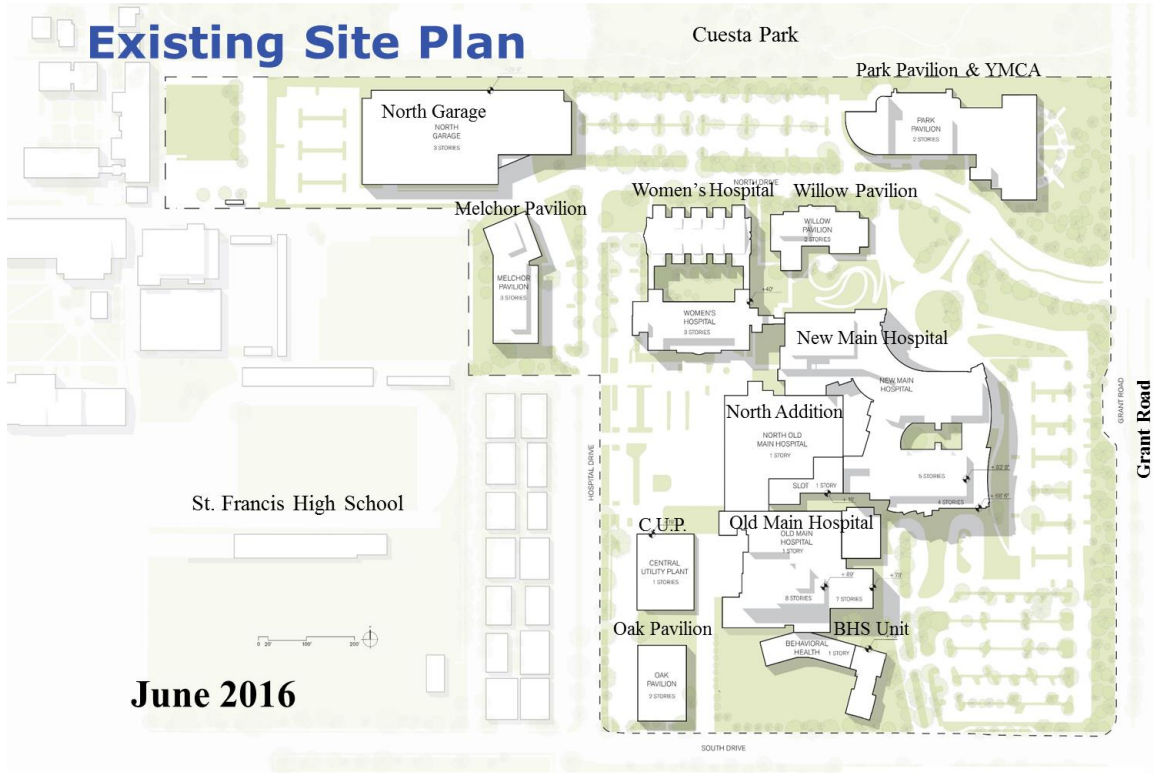 Existing Site Plan
Cuesta Park
Park Pavilion & YMCA
North Garage
NORTH
GARAGE
3 STORIES
PARK
PAVILION
2 STORIES
NORTH DRIVE
Women's Hospital
Willow Pavilion
Melchor Pavilion
WILLOW
PAVILION
2 STORIES
MELCHOR
PAVILION
3 STORIES
+40'
WOMEN'S
HOSPITAL
3 STORIES
New Main Hospital
NEW MAIN
HOSPITAL
GRANT ROAD
Grant Road
North Addition
NORTH OLD
MAIN HOSPITAL
1 STORY
SLOT
1 STORY
5 STORIES
4 STORIES
HOSPITAL DRIVE
St. Francis High School
C.U.P.
CENTRAL
UTILITY PLANT
1 STORIES
Old Main Hospital
OLD MAIN
HOSPITAL
1 STORY
8 STORIES
7 STORIES
Oak Pavilion
BHS Unit
BEHAVIORAL
HEALTH
1 STORY
OAK
PAVILION
2 STORIES
0 20' 100' 200'
June 2016
SOUTH DRIVE